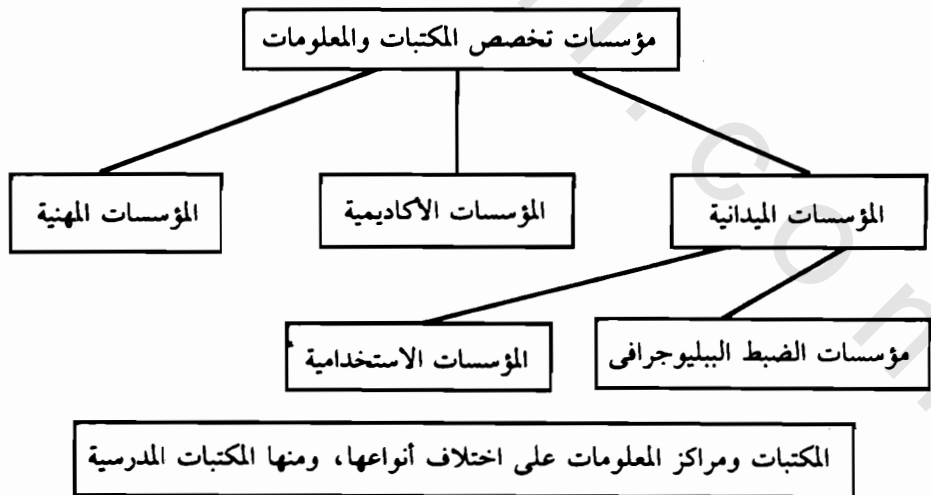 مؤسسات تخصص المكتبات والمعلومات
المؤسسات الميدانية
المؤسسات الأكاديمية
المؤسسات المهنية
مؤسسات الضبط الببليوجرافى
المؤسسات الاستخدامية
المكتبات ومراكز المعلومات على اختلاف أنواعها، ومنها المكتبات المدرسية